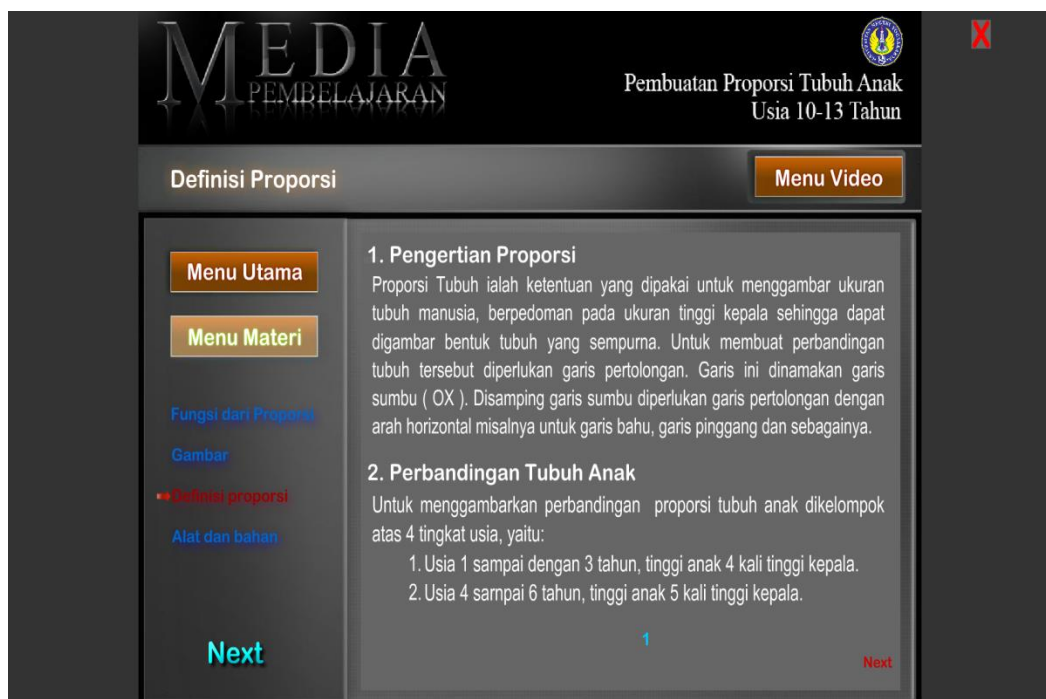 MEDIA
PEMBELAJARAN
X
Pembuatan Proporsi Tubuh Anak
Usia 10-13 Tahun
Definisi Proporsi
Menu Video
Menu Utama
Menu Materi
Fungsi dari Proporsi
Gambar
Definisi proporsi
Alat dan bahan
Next
1. Pengertian Proporsi
Proporsi Tubuh ialah ketentuan yang dipakai untuk menggambar ukuran
tubuh manusia, berpedoman pada ukuran tinggi kepala sehingga dapat
digambar bentuk tubuh yang sempurna. Untuk membuat perbandingan
tubuh tersebut diperlukan garis pertolongan. Garis ini dinamakan garis
sumbu ( OX ). Disamping garis sumbu diperlukan garis pertolongan dengan
arah horizontal misalnya untuk garis bahu, garis pinggang dan sebagainya.
2. Perbandingan Tubuh Anak
Untuk menggambarkan perbandingan proporsi tubuh anak dikelompok
atas 4 tingkat usia, yaitu:
1. Usia 1 sampai dengan 3 tahun, tinggi anak 4 kali tinggi kepala.
2. Usia 4 sarnpai 6 tahun, tinggi anak 5 kali tinggi kepala.
1
Next